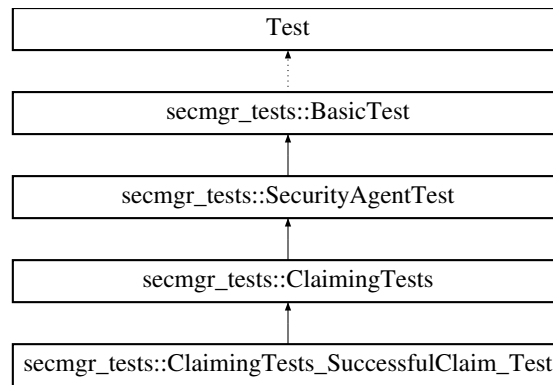 Test
secmgr_tests::BasicTest
secmgr_tests::SecurityAgentTest
secmgr_tests::ClaimingTests
secmgr_tests::ClaimingTests_SuccessfulClaim_Test